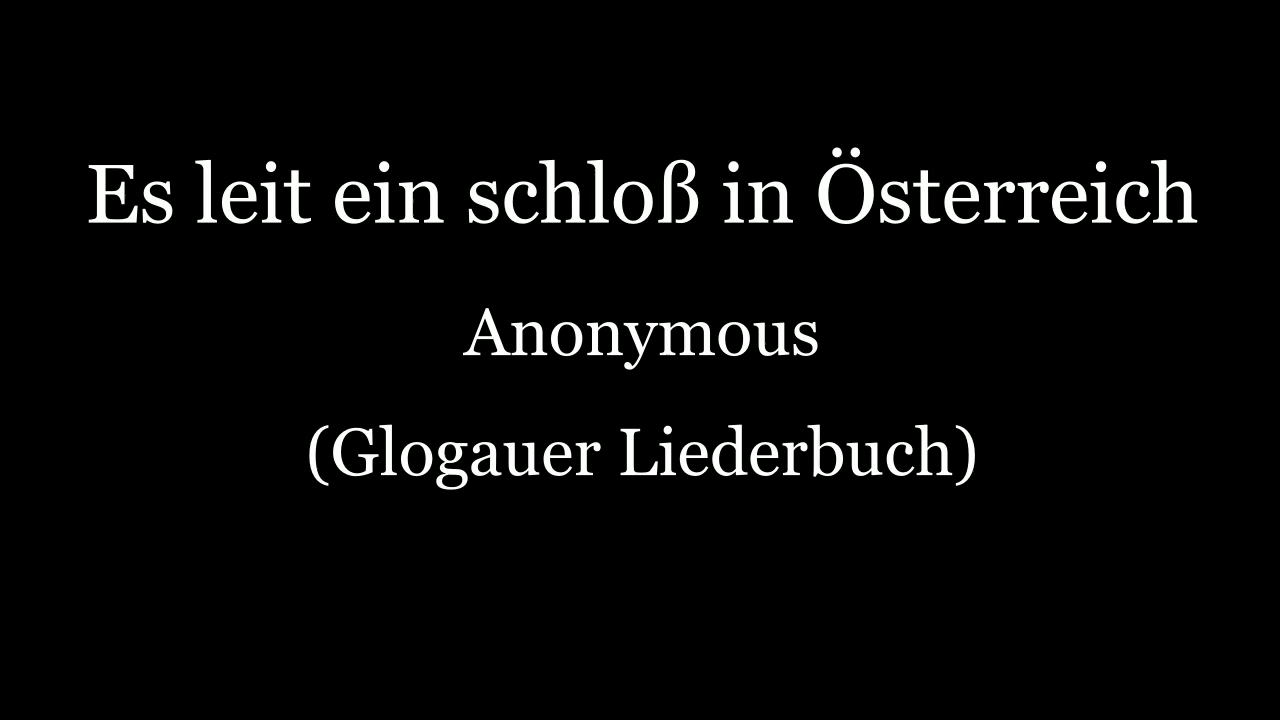 Es leit ein schloß in Österreich
Anonymous
(Glogauer Liederbuch)